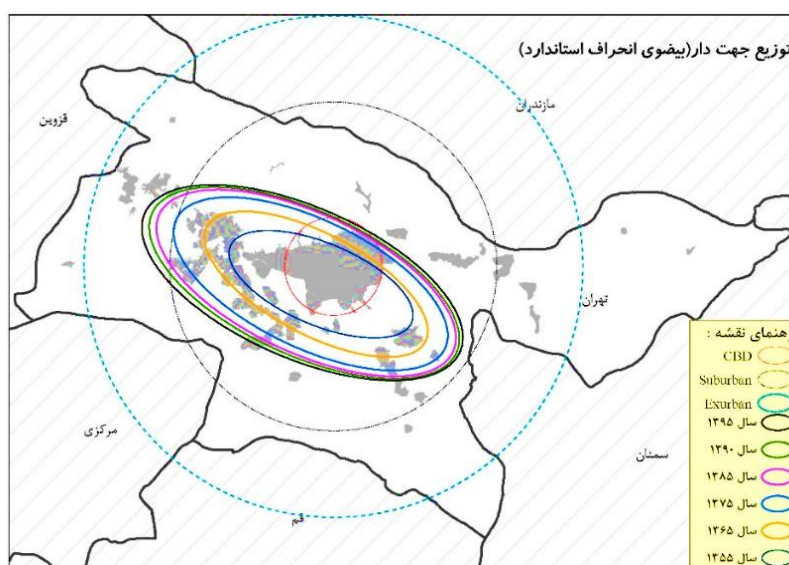 توزیع جهت دار(بیضوی انحراف استاندارد)
مازندران
قزوین
تهران
سمنان
مرکزی
قم
راهنمای نقشه :
CBD
Suburban
Exurban
سال ۱۳۹۵
سال ۱۳۹۰
سال ۱۳۸۵
سال ۱۳۷۵
سال ۱۳۶۵
سال ۱۳۵۵